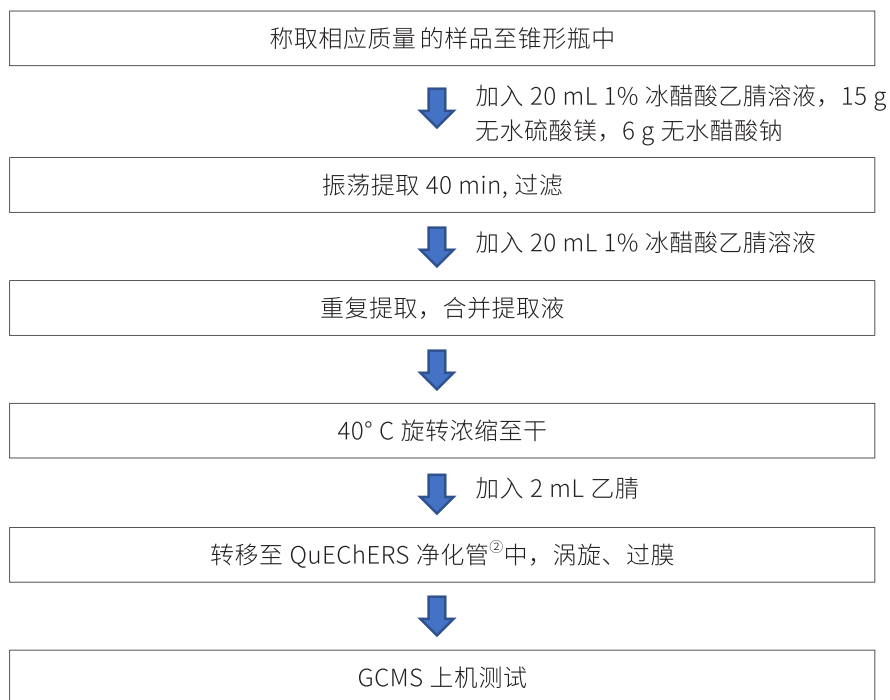 称取相应质量的样品至锥形瓶中
加入 20 mL 1% 冰醋酸乙腈溶液，15 g
无水硫酸镁，6 g 无水醋酸钠
振荡提取 40 min, 过滤
加入 20 mL 1% 冰醋酸乙腈溶液
重复提取，合并提取液
40° C 旋转浓缩至干
加入 2 mL 乙腈
转移至 QuEChERS 净化管②中，涡旋、过膜
GCMS 上机测试